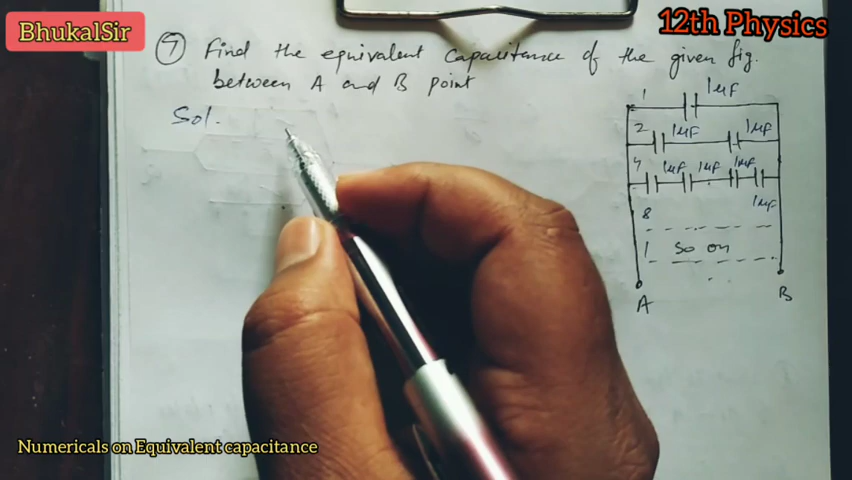 BhukalSir
12th Physics
7 Find the equivalent Capacitance of the given fig.
between A and B point
Sol.
1 1μF
2 1μF 1μF
4 1μF 1μF 1μF
1μF
8
so on
A B
Numericals on Equivalent capacitance